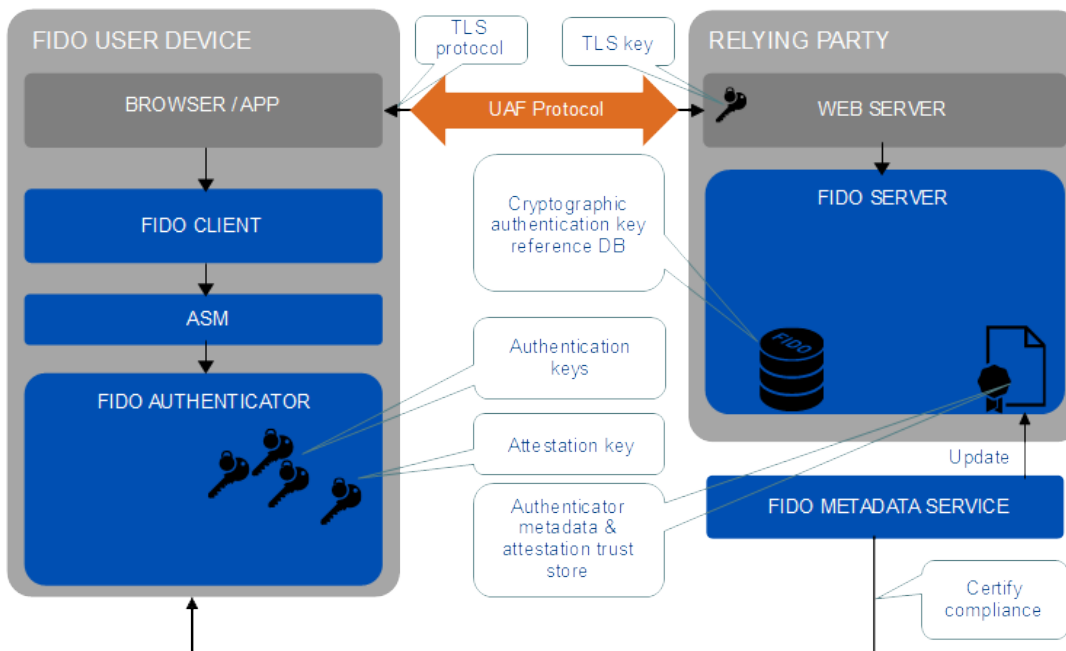 FIDO USER DEVICE
TLS
protocol
TLS key
RELYING PARTY
BROWSER / APP
UAF Protocol
WEB SERVER
FIDO CLIENT
Cryptographic
authentication key
reference DB
FIDO SERVER
ASM
FIDO
Authentication
keys
FIDO AUTHENTICATOR
Attestation key
Update
Authenticator
metadata &
attestation trust
store
FIDO METADATA SERVICE
Certify
compliance